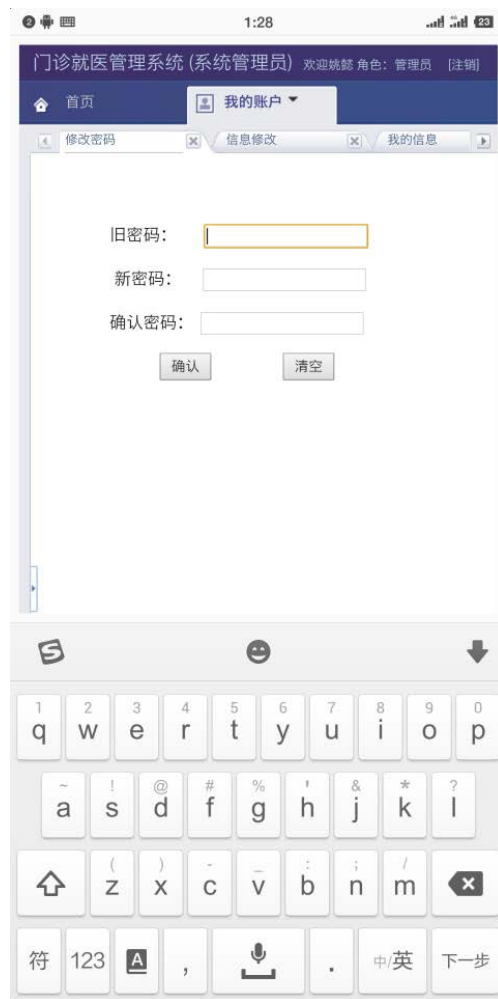 2 1:28 23
门诊就医管理系统 (系统管理员) 欢迎姚懿 角色：管理员 [注销]
首页 我的账户
修改密码 信息修改 我的信息
旧密码：
新密码：
确认密码：
确认 清空
1 2 3 4 5 6 7 8 9 0
q w e r t y u i o p
~ ! @ # % ' & * ?
a s d f g h j k l
( ) - _ : ; /
z x c v b n m
符 123 A , . 中/英 下一步